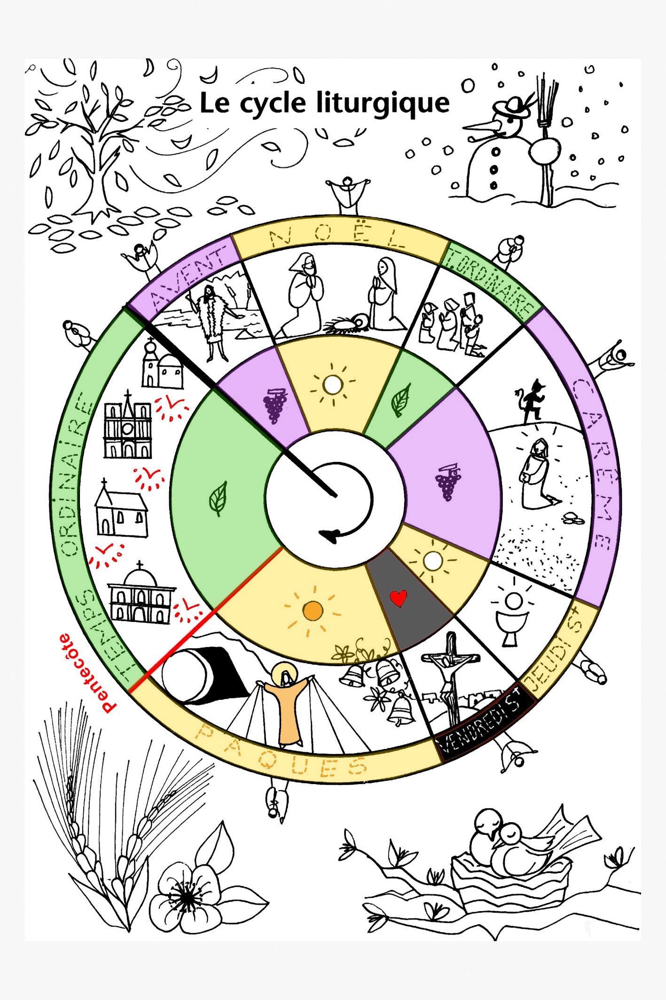 Le cycle liturgique
AVENT
NOËL
T.ORDINAIRE
CARÊME
JEUDI St
VENDREDI St
PAQUES
Pentecôte
TEMPS ORDINAIRE